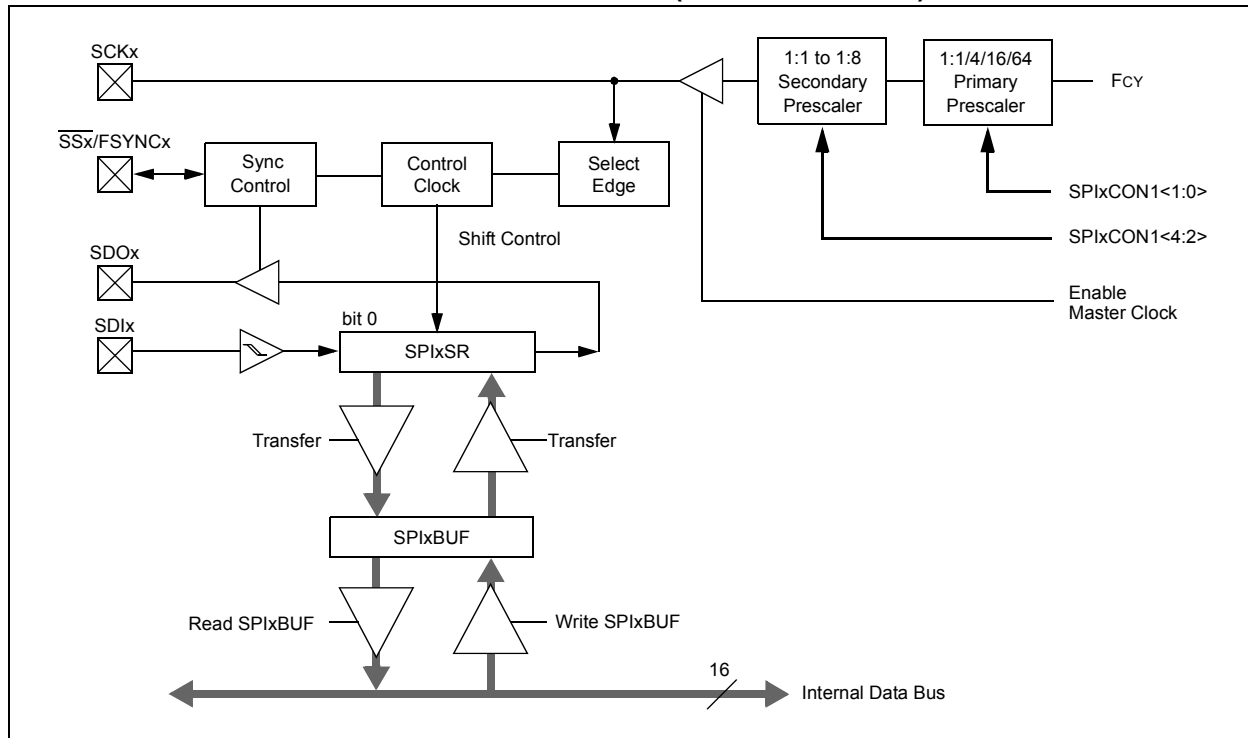 SCKx
1:1 to 1:8
Secondary
Prescaler
1:1/4/16/64
Primary
Prescaler
FCY
SSx/FSYNCx
Sync
Control
Control
Clock
Select
Edge
SPIxCON1<1:0>
SPIxCON1<4:2>
Shift Control
SDOx
Enable
Master Clock
bit 0
SDIx
SPIxSR
Transfer
Transfer
SPIxBUF
Read SPIxBUF
Write SPIxBUF
16
Internal Data Bus